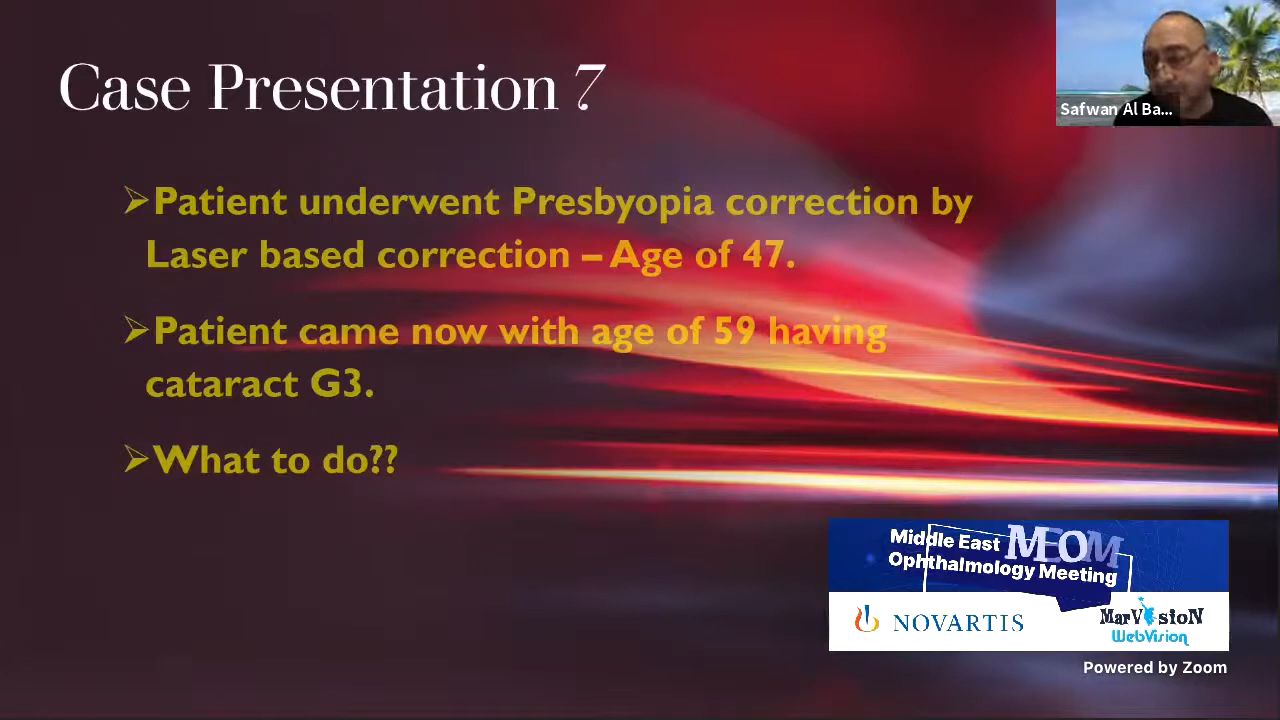 Case Presentation 7
Safwan Al Ba...
➢Patient underwent Presbyopia correction by
Laser based correction – Age of 47.
➢Patient came now with age of 59 having
cataract G3.
➢What to do??
Middle East MEOM
Ophthalmology Meeting
NOVARTIS
MarVisioN
WebVision
Powered by Zoom